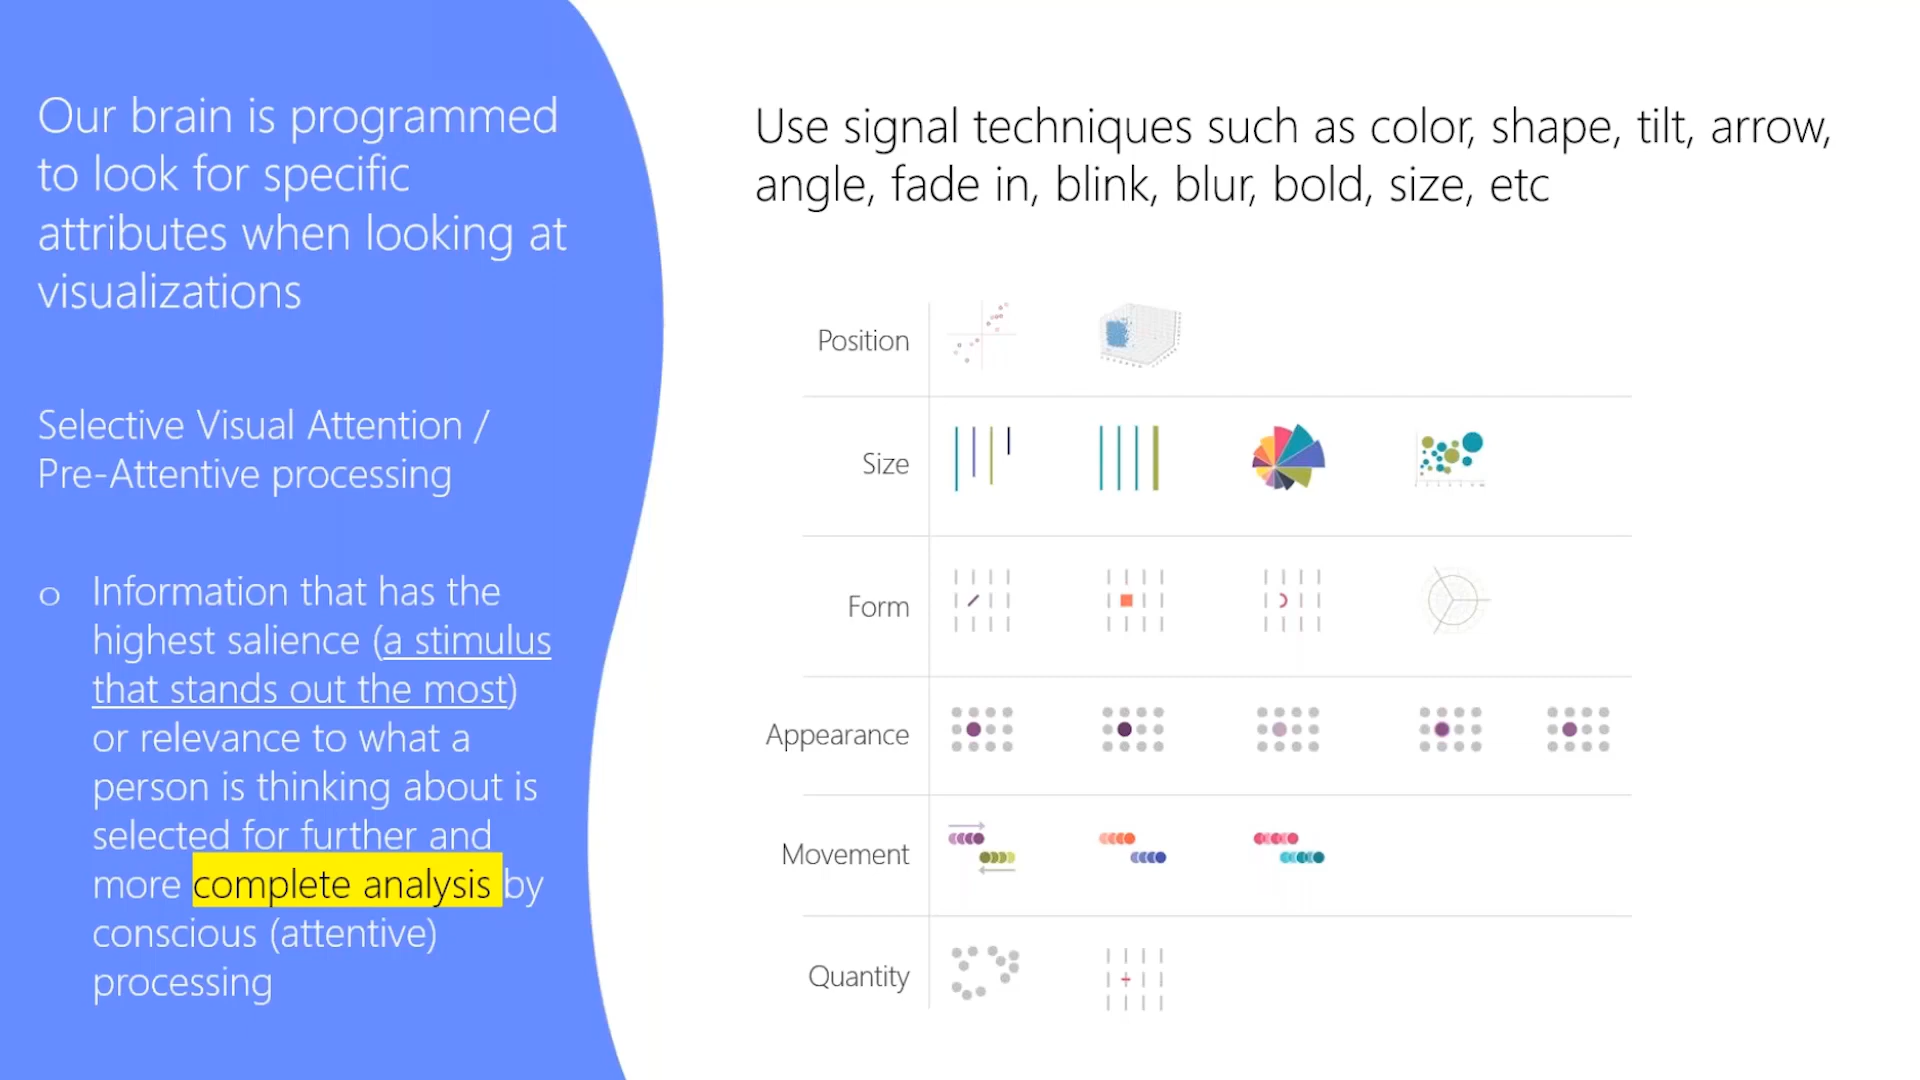 Our brain is programmed
to look for specific
attributes when looking at
visualizations
Selective Visual Attention /
Pre-Attentive processing
o Information that has the
highest salience (a stimulus
that stands out the most)
or relevance to what a
person is thinking about is
selected for further and
more complete analysis by
conscious (attentive)
processing
Use signal techniques such as color, shape, tilt, arrow,
angle, fade in, blink, blur, bold, size, etc
Position
Size
Form
Appearance
Movement
Quantity